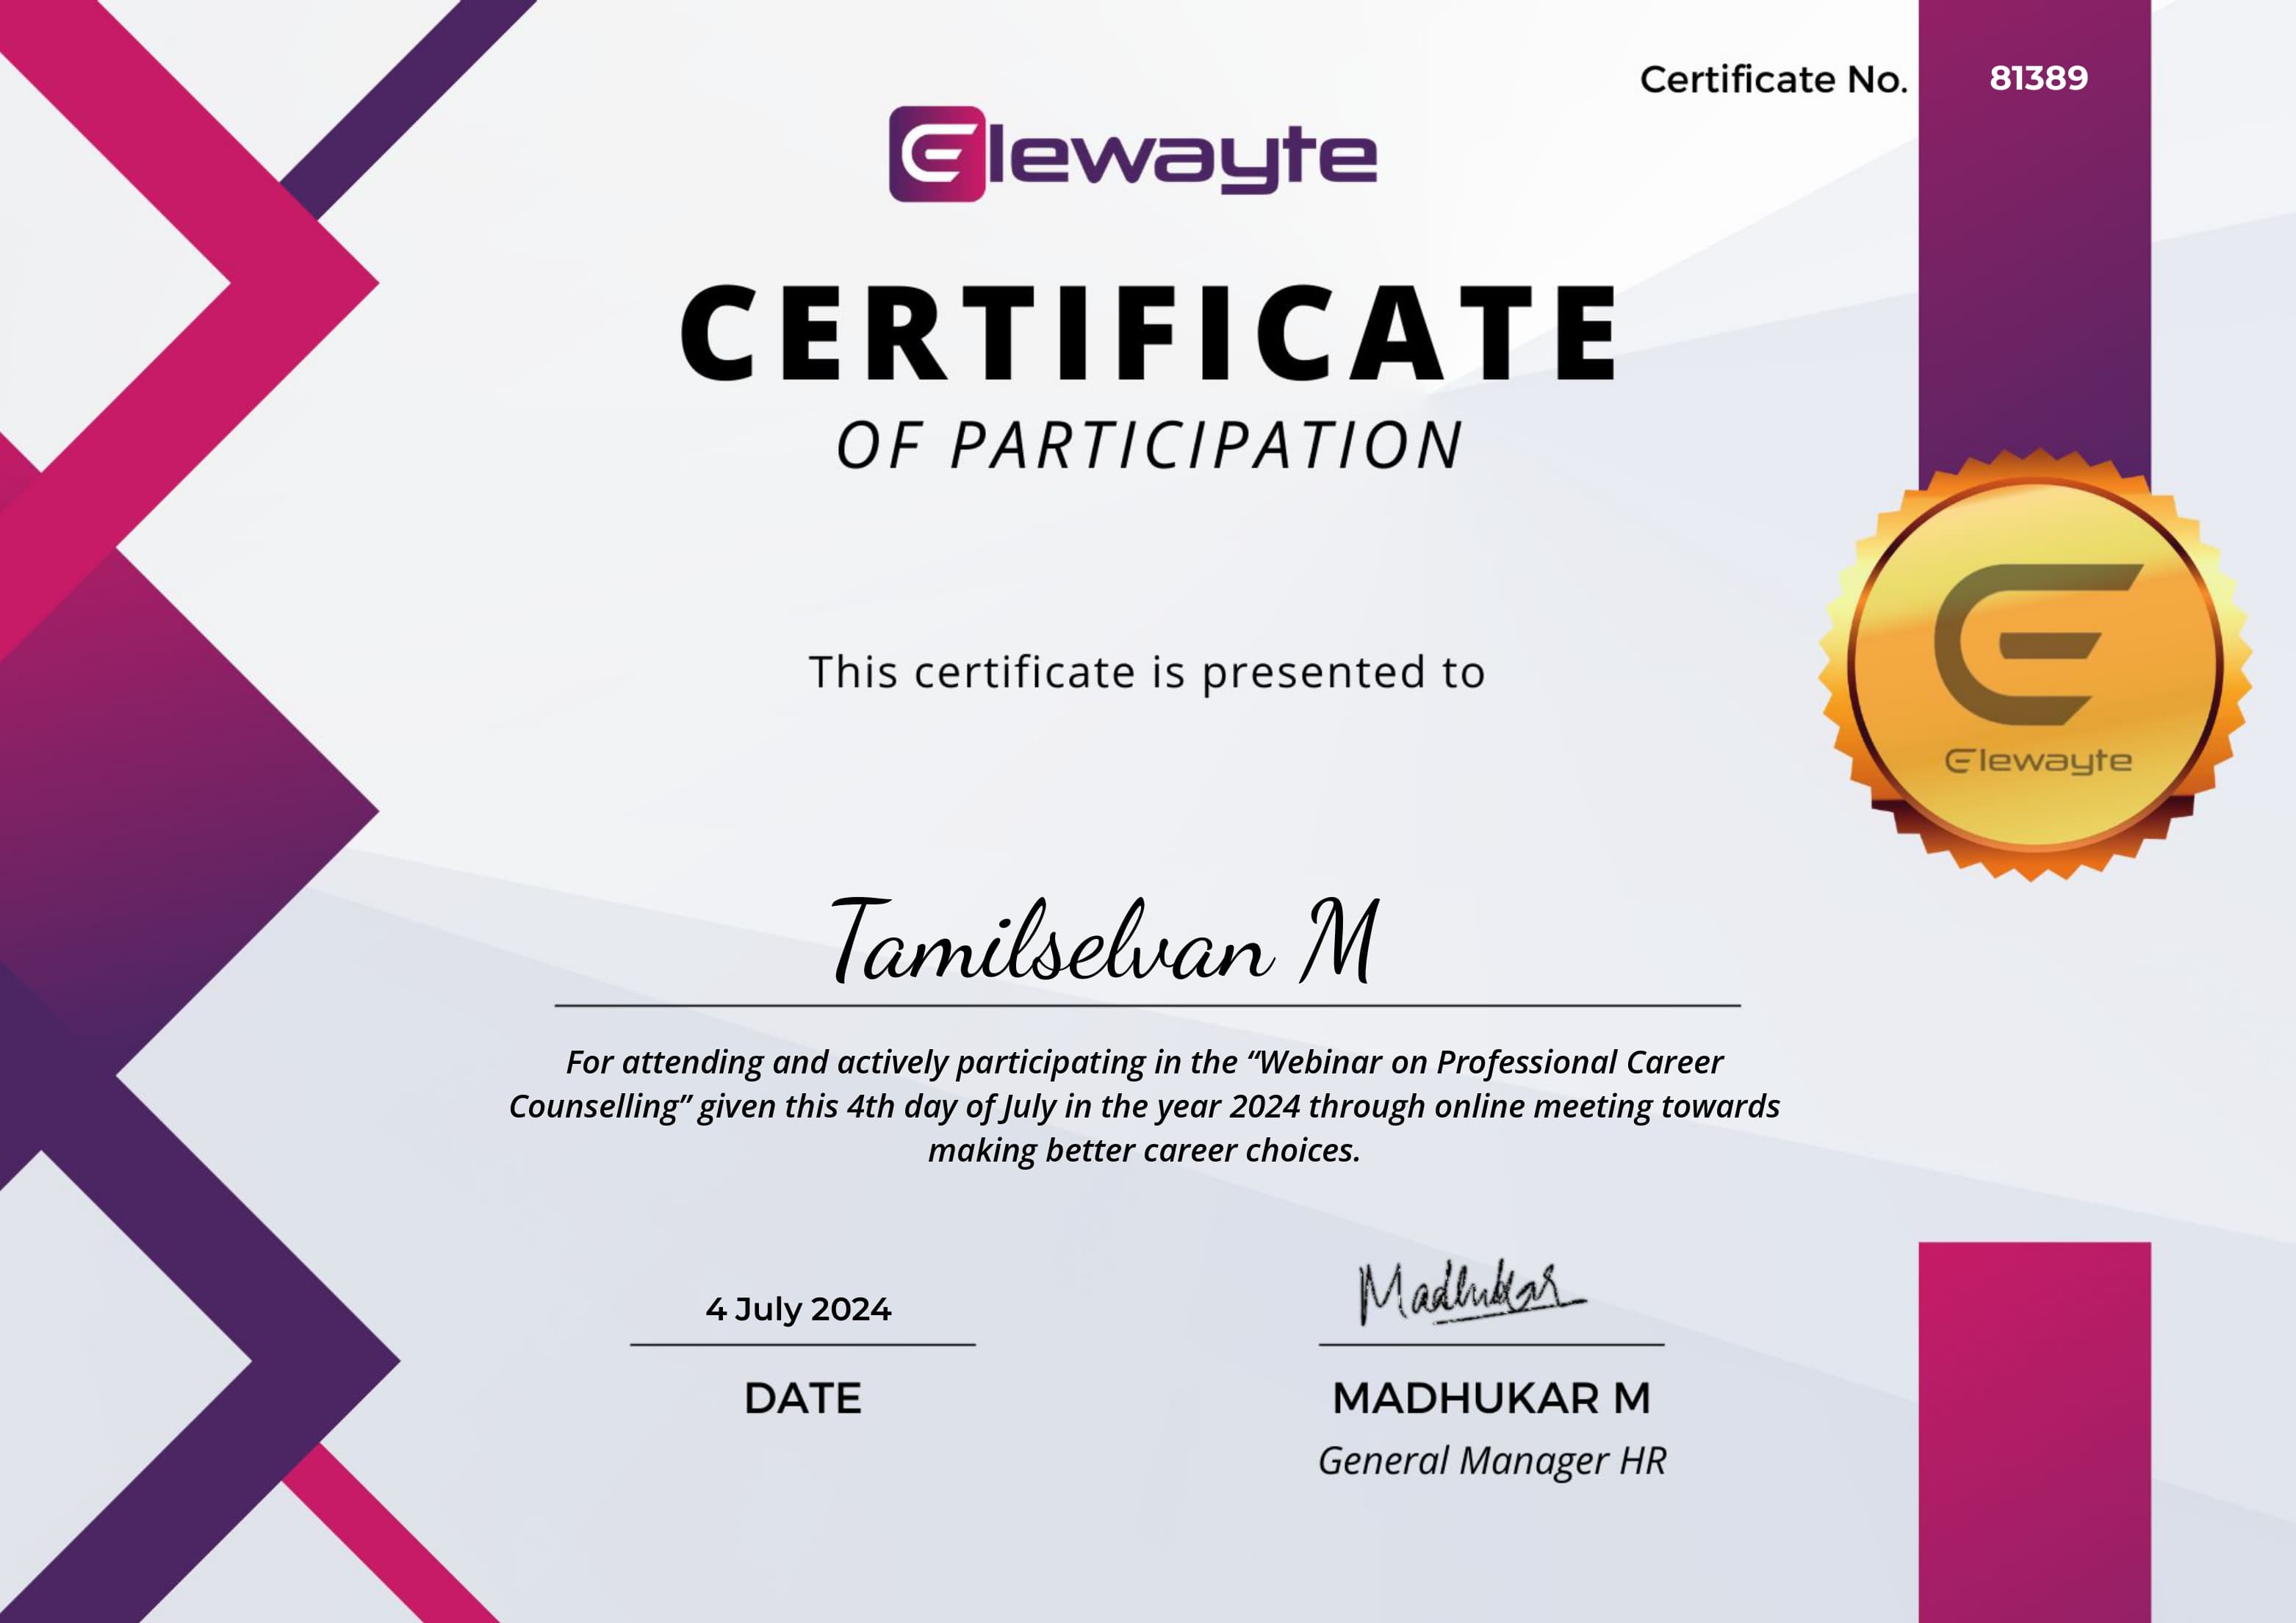 Certificate No. 81389
Elewayte
CERTIFICATE
OF PARTICIPATION
This certificate is presented to
Elewayte
Tamilselvan M
For attending and actively participating in the “Webinar on Professional Career
Counselling” given this 4th day of July in the year 2024 through online meeting towards
making better career choices.
Madhukar
4 July 2024
DATE
MADHUKAR M
General Manager HR